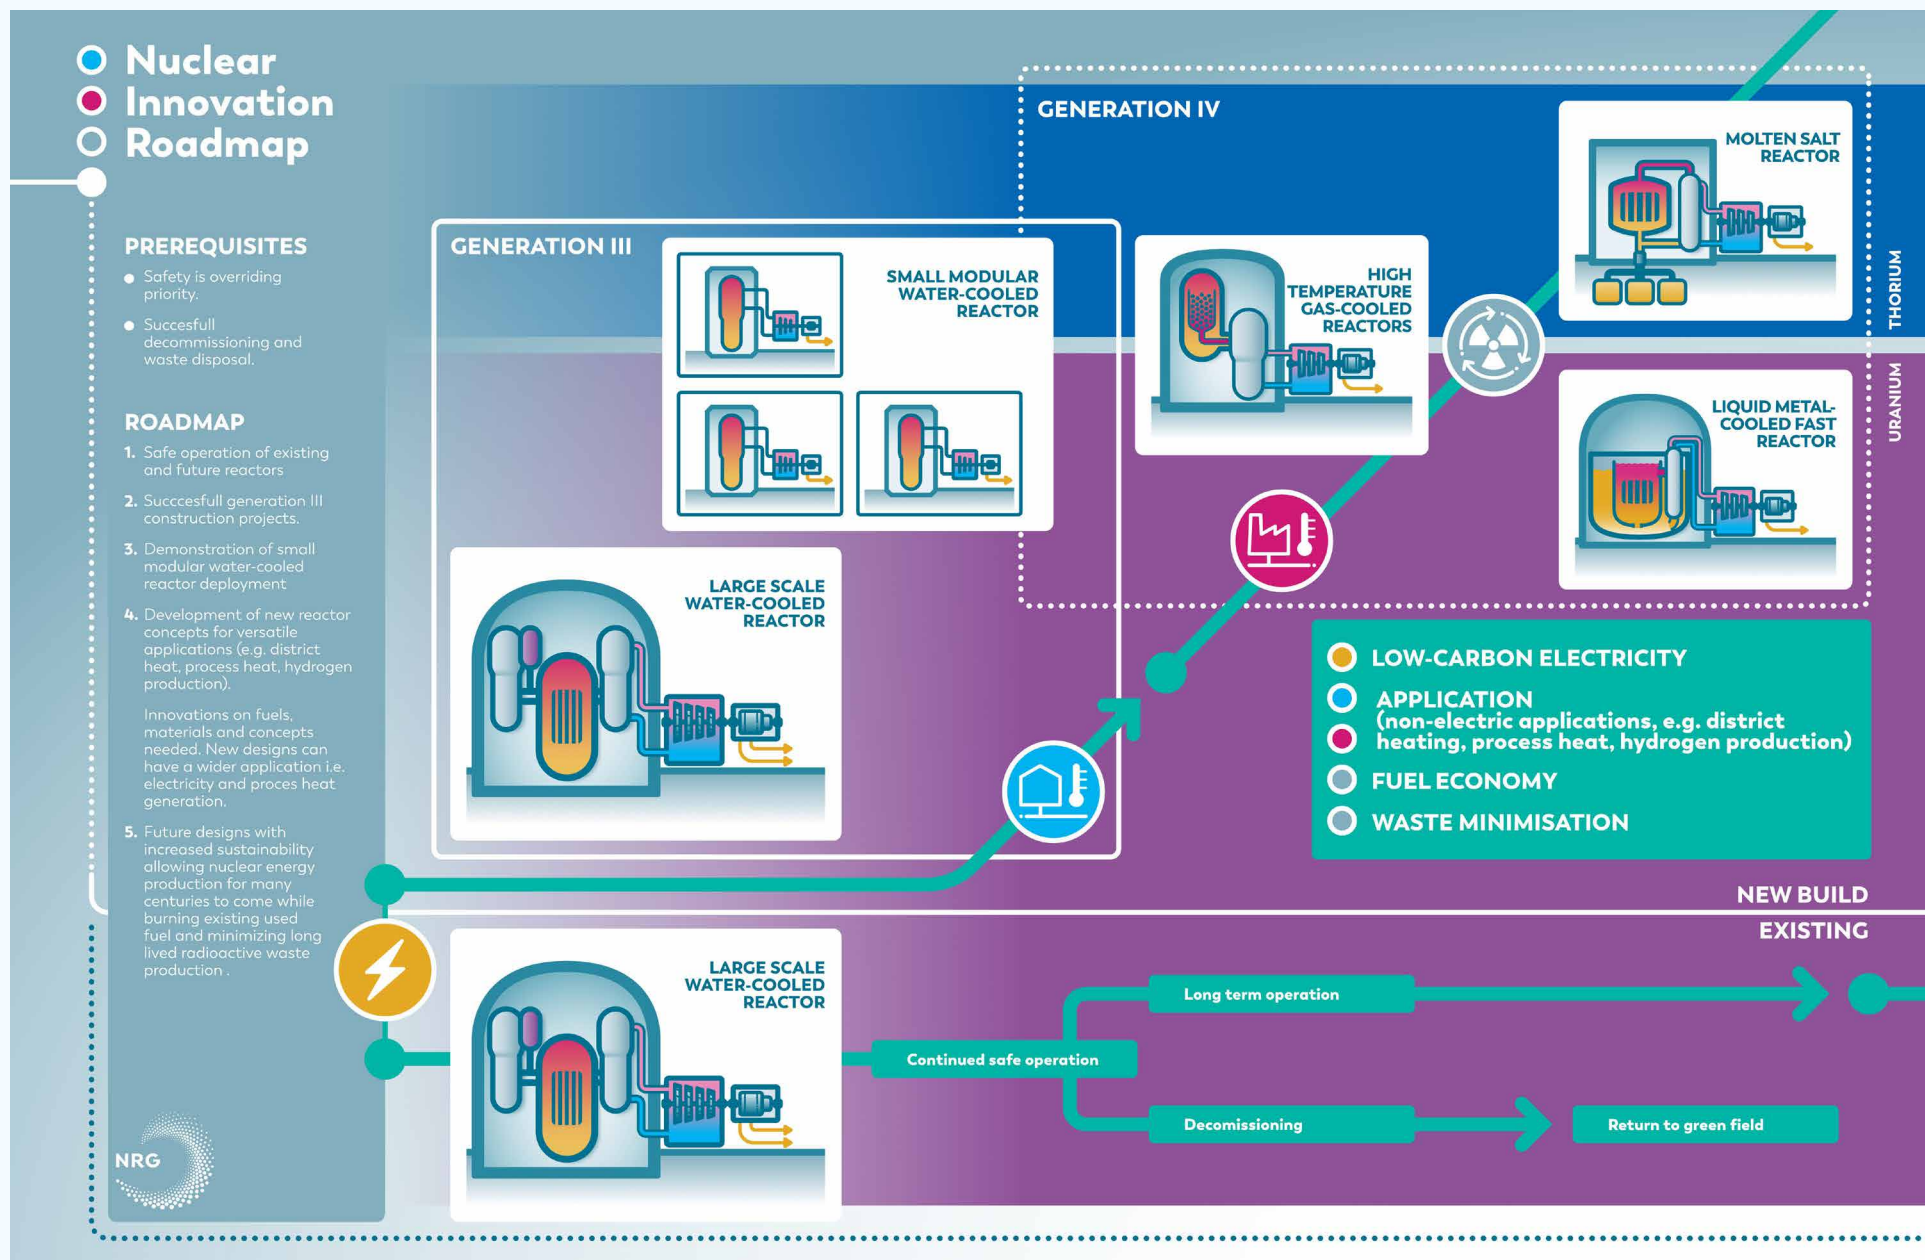 Nuclear
Innovation
Roadmap
PREREQUISITES
Safety is overriding
priority.
Succesfull
decommissioning and
waste disposal.
ROADMAP
1. Safe operation of existing
and future reactors
2. Succcesfull generation III
construction projects.
3. Demonstration of small
modular water-cooled
reactor deployment
4. Development of new reactor
concepts for versatile
applications (e.g. district
heat, process heat, hydrogen
production).
Innovations on fuels,
materials and concepts
needed. New designs can
have a wider application i.e.
electricity and proces heat
generation.
5. Future designs with
increased sustainability
allowing nuclear energy
production for many
centuries to come while
burning existing used
fuel and minimizing long
lived radioactive waste
production .
NRG
GENERATION III
SMALL MODULAR
WATER-COOLED
REACTOR
LARGE SCALE
WATER-COOLED
REACTOR
GENERATION IV
HIGH
TEMPERATURE
GAS-COOLED
REACTORS
MOLTEN SALT
REACTOR
LIQUID METAL-
COOLED FAST
REACTOR
THORIUM
URANIUM
LOW-CARBON ELECTRICITY
APPLICATION
(non-electric applications, e.g. district
heating, process heat, hydrogen production)
FUEL ECONOMY
WASTE MINIMISATION
NEW BUILD
EXISTING
LARGE SCALE
WATER-COOLED
REACTOR
Continued safe operation
Long term operation
Decomissioning
Return to green field